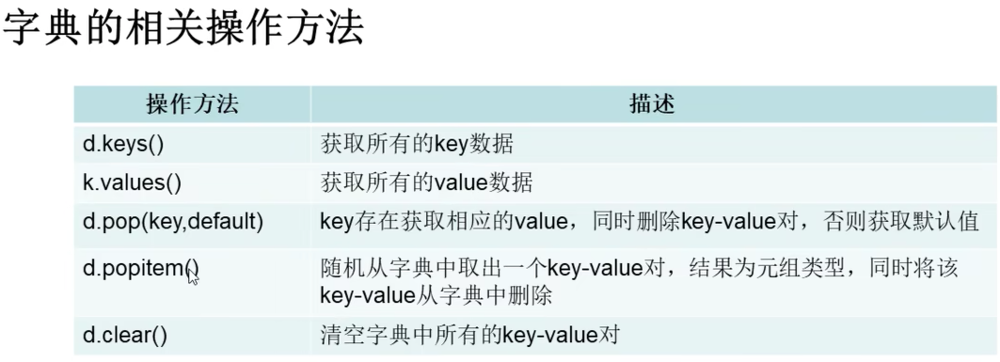 字典的相关操作方法
操作方法 描述
d.keys() 获取所有的key数据
k.values() 获取所有的value数据
d.pop(key,default) key存在获取相应的value，同时删除key-value对，否则获取默认值
d.popitem() 随机从字典中取出一个key-value对，结果为元组类型，同时将该
key-value从字典中删除
d.clear() 清空字典中所有的key-value对